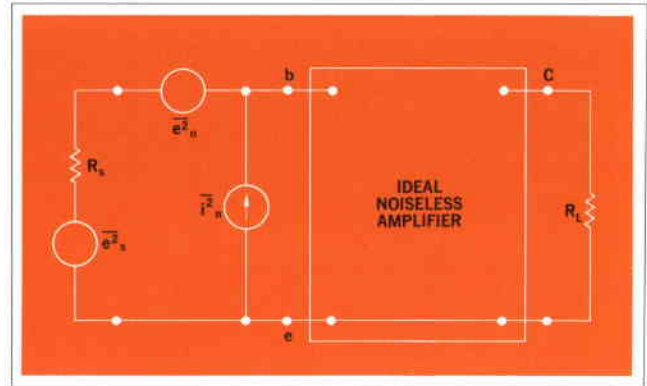 b
C
e²n
Rs
i²n
IDEAL
NOISELESS
AMPLIFIER
RL
e²s
e